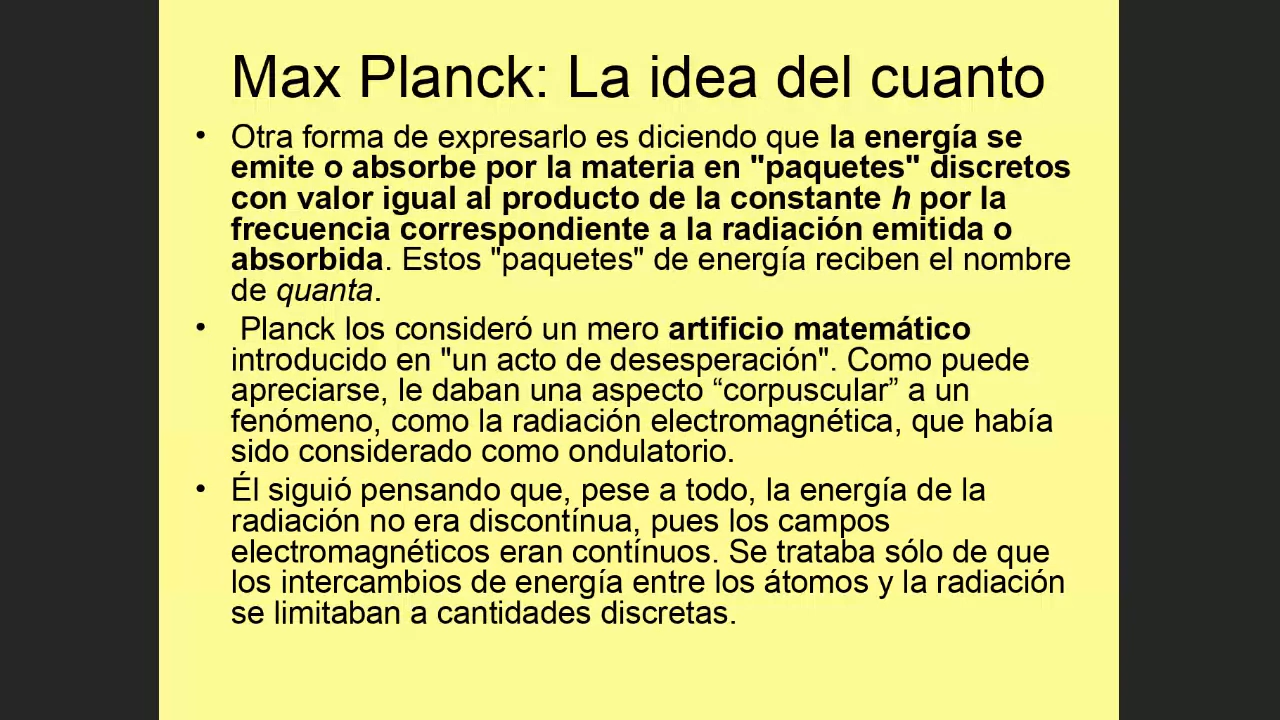 Max Planck: La idea del cuanto
• Otra forma de expresarlo es diciendo que la energía se
emite o absorbe por la materia en "paquetes" discretos
con valor igual al producto de la constante h por la
frecuencia correspondiente a la radiación emitida o
absorbida. Estos "paquetes" de energía reciben el nombre
de quanta.
• Planck los consideró un mero artificio matemático
introducido en "un acto de desesperación". Como puede
apreciarse, le daban una aspecto “corpuscular” a un
fenómeno, como la radiación electromagnética, que había
sido considerado como ondulatorio.
• Él siguió pensando que, pese a todo, la energía de la
radiación no era discontínua, pues los campos
electromagnéticos eran contínuos. Se trataba sólo de que
los intercambios de energía entre los átomos y la radiación
se limitaban a cantidades discretas.